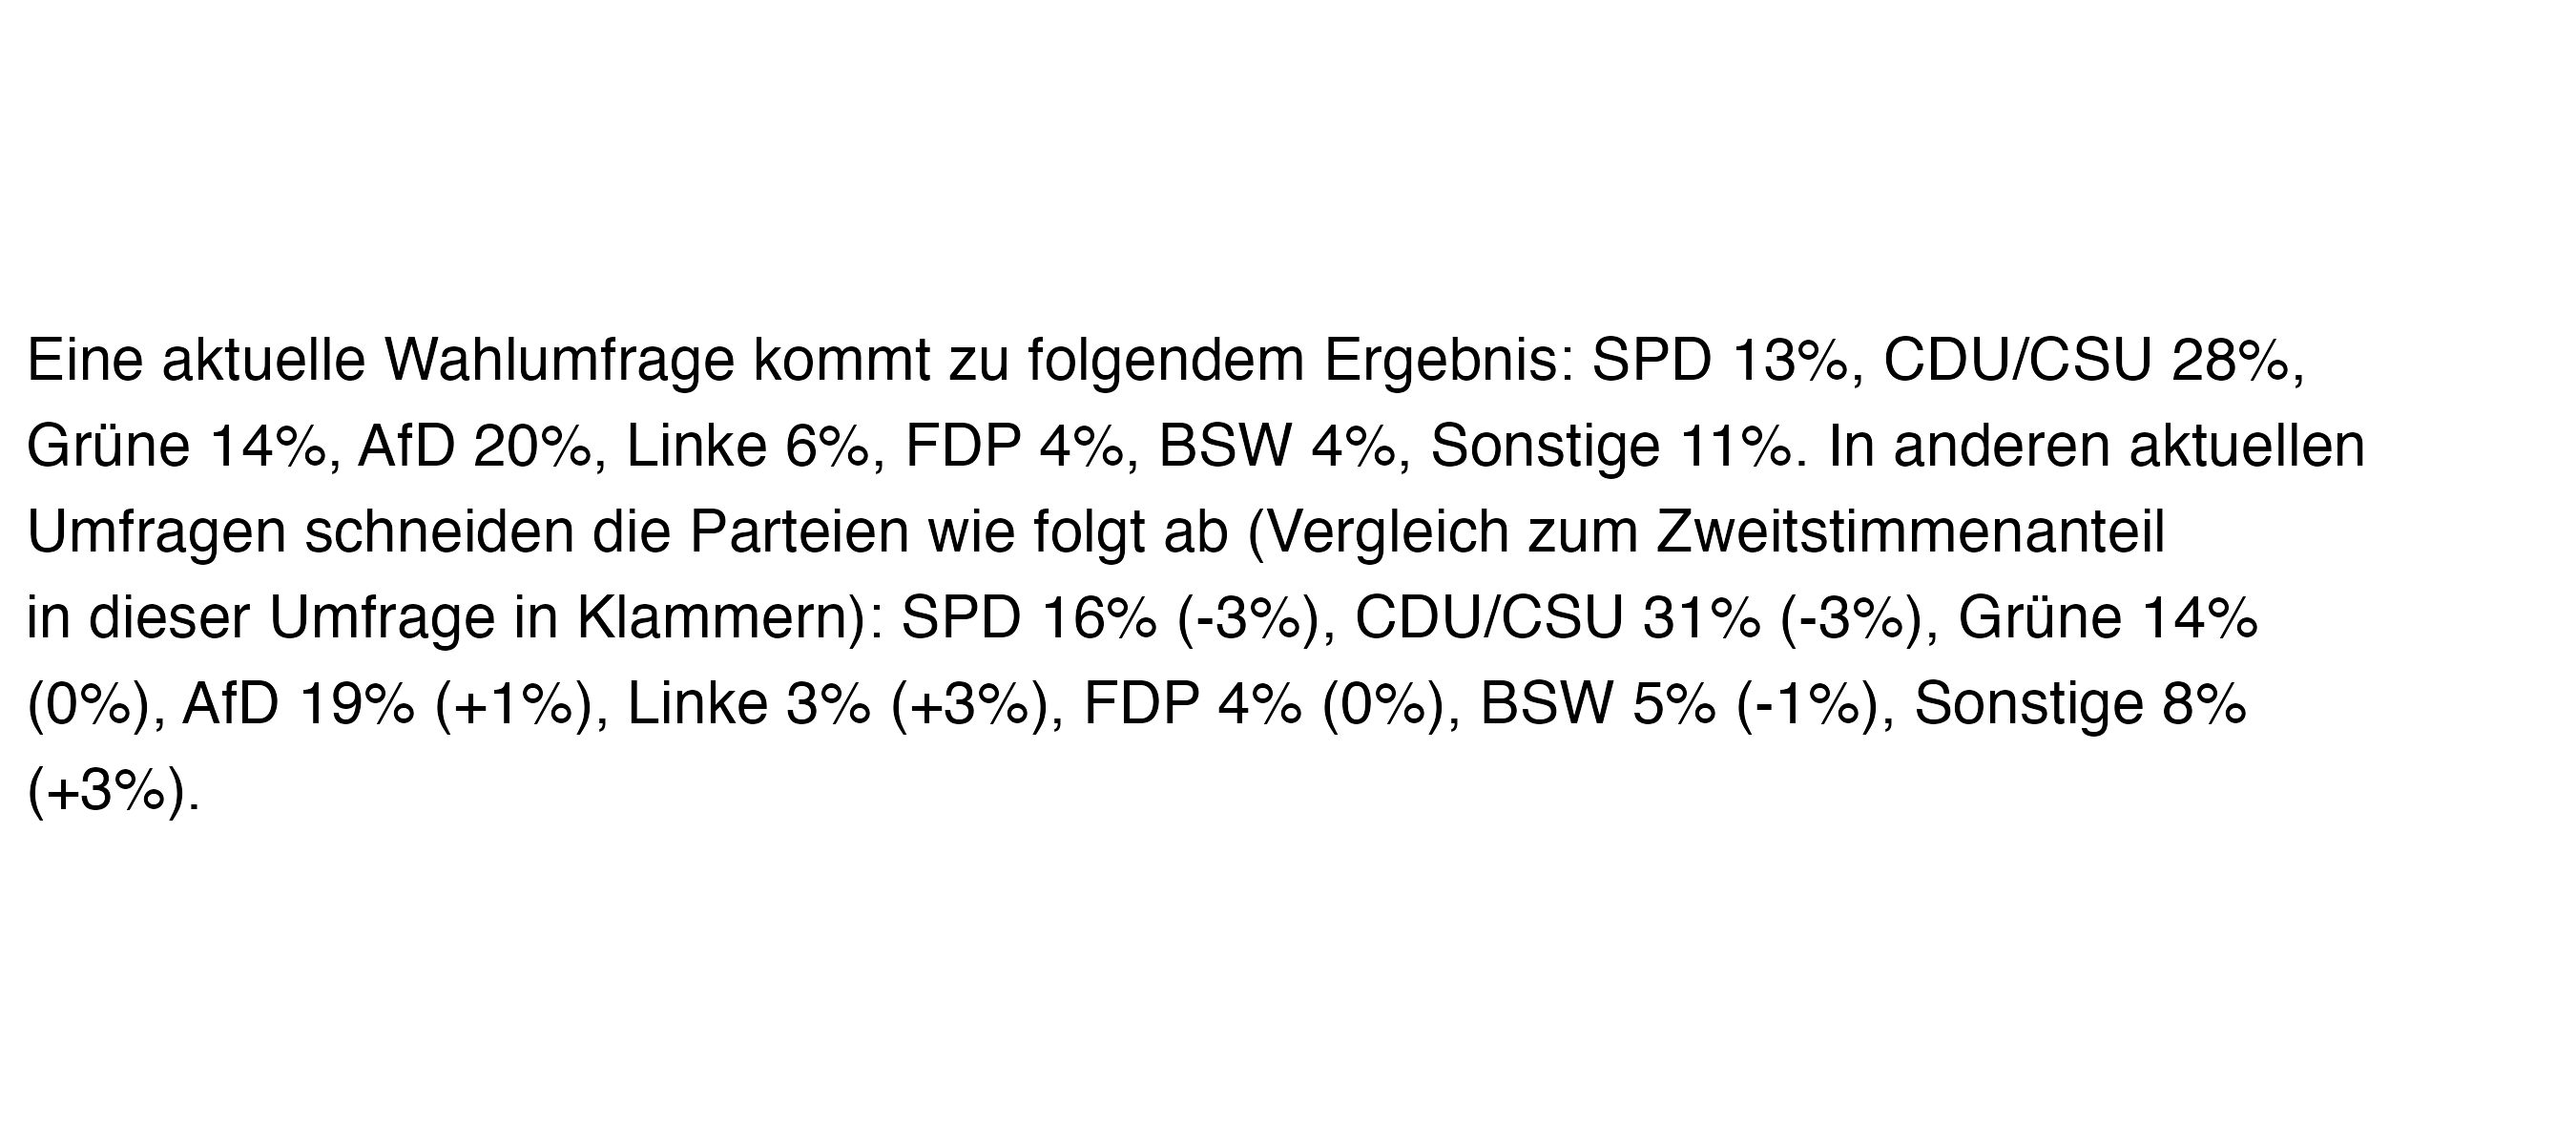 Eine aktuelle Wahlumfrage kommt zu folgendem Ergebnis: SPD 13%, CDU/CSU 28%,
Grüne 14%, AfD 20%, Linke 6%, FDP 4%, BSW 4%, Sonstige 11%. In anderen aktuellen
Umfragen schneiden die Parteien wie folgt ab (Vergleich zum Zweitstimmenanteil
in dieser Umfrage in Klammern): SPD 16% (-3%), CDU/CSU 31% (-3%), Grüne 14%
(0%), AfD 19% (+1%), Linke 3% (+3%), FDP 4% (0%), BSW 5% (-1%), Sonstige 8%
(+3%).